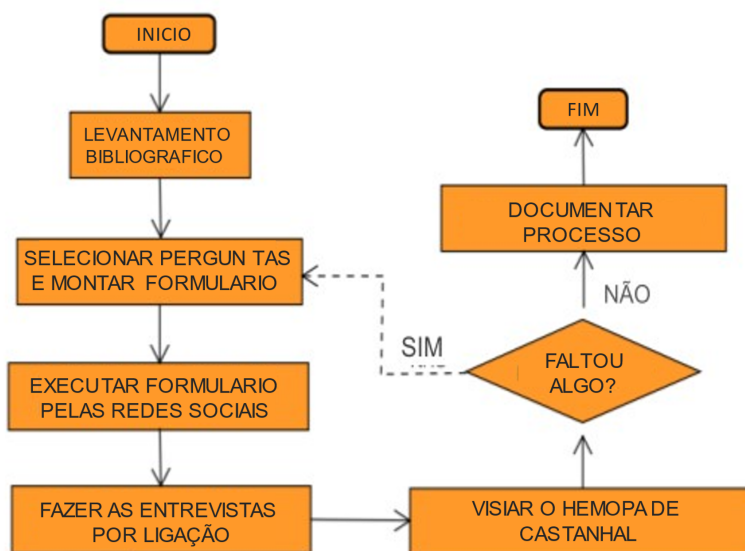 INICIO
LEVANTAMENTO
BIBLIOGRAFICO
SELECIONAR PERGUN TAS
E MONTAR FORMULARIO
EXECUTAR FORMULARIO
PELAS REDES SOCIAIS
FAZER AS ENTREVISTAS
POR LIGAÇÃO
VISIAR O HEMOPA DE
CASTANHAL
FALTOU
ALGO?
SIM
NÃO
DOCUMENTAR
PROCESSO
FIM